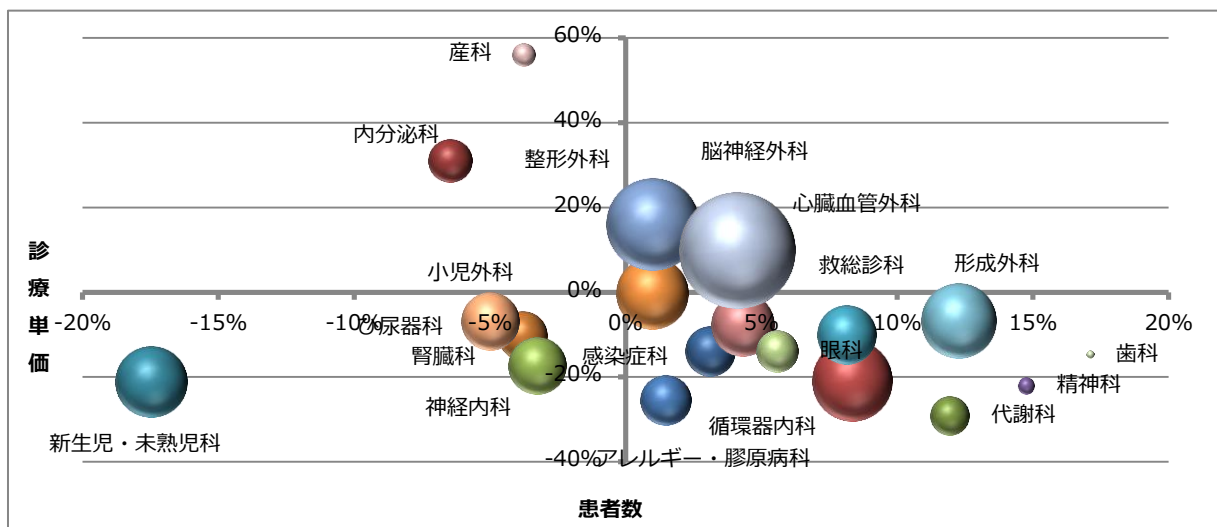 60%
産科
40%
内分泌科
整形外科
脳神経外科
20%
心臓血管外科
診療単価
小児外科
救総診科
形成外科
0%
-20%
-15%
-10%
-5%
0%
5%
10%
15%
20%
ひ尿器科
腎臓科
感染症科
眼科
歯科
-20%
精神科
神経内科
循環器内科
代謝科
新生児・未熟児科
アレルギー・膠原病科
-40%
患者数